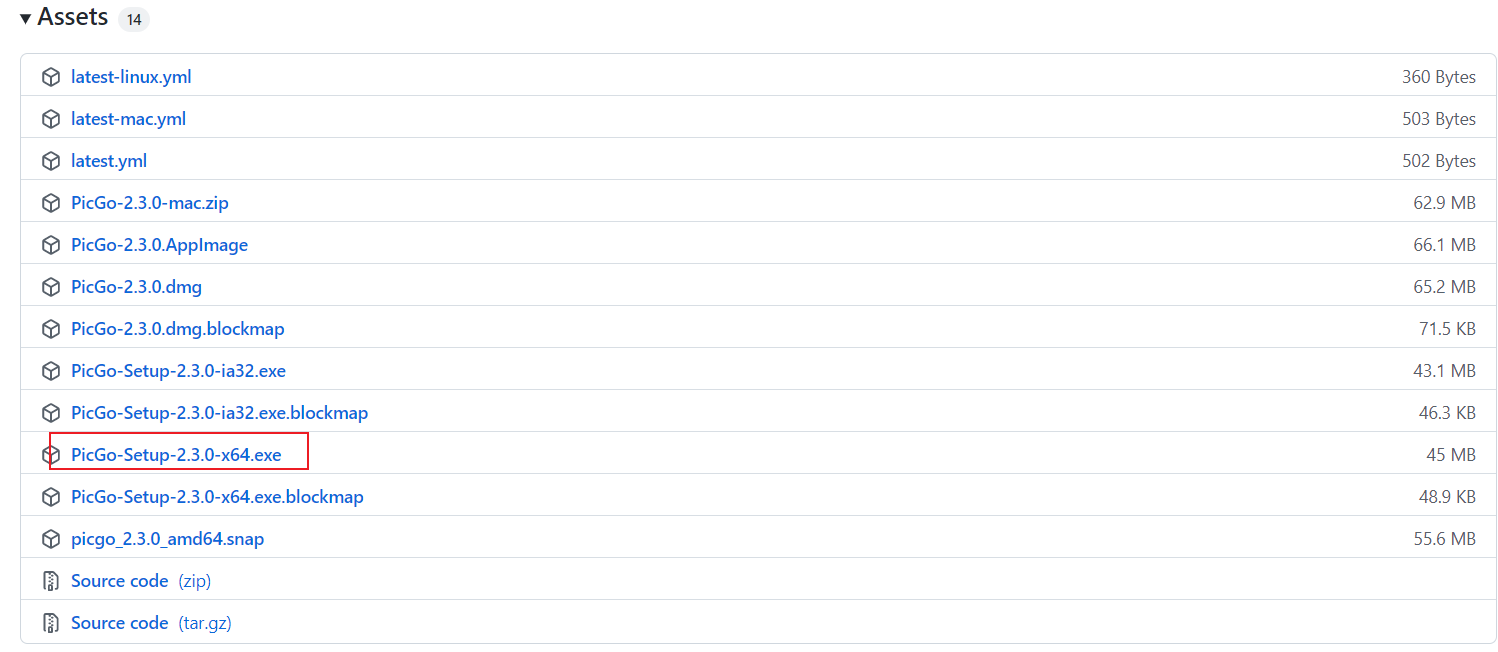 Assets 14
latest-linux.yml 360 Bytes
latest-mac.yml 503 Bytes
latest.yml 502 Bytes
PicGo-2.3.0-mac.zip 62.9 MB
PicGo-2.3.0.AppImage 66.1 MB
PicGo-2.3.0.dmg 65.2 MB
PicGo-2.3.0.dmg.blockmap 71.5 KB
PicGo-Setup-2.3.0-ia32.exe 43.1 MB
PicGo-Setup-2.3.0-ia32.exe.blockmap 46.3 KB
PicGo-Setup-2.3.0-x64.exe 45 MB
PicGo-Setup-2.3.0-x64.exe.blockmap 48.9 KB
picgo_2.3.0_amd64.snap 55.6 MB
Source code (zip)
Source code (tar.gz)